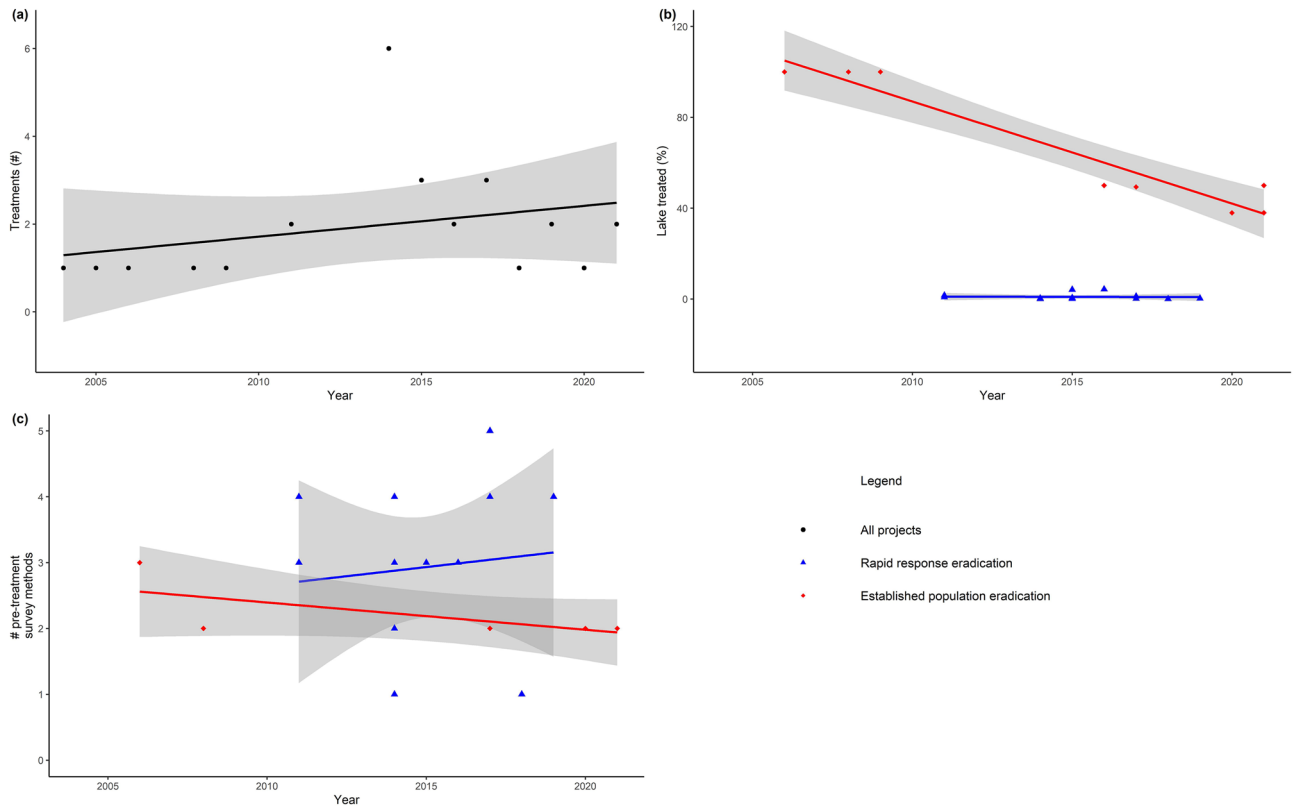 (a)
Treatments (#)
6
4
2
0
2005
2010
2015
2020
Year
(b)
Lake treated (%)
120
80
40
0
2005
2010
2015
2020
Year
(c)
# pre-treatment
survey methods
5
4
3
2
1
0
2005
2010
2015
2020
Year
Legend
All projects
Rapid response eradication
Established population eradication